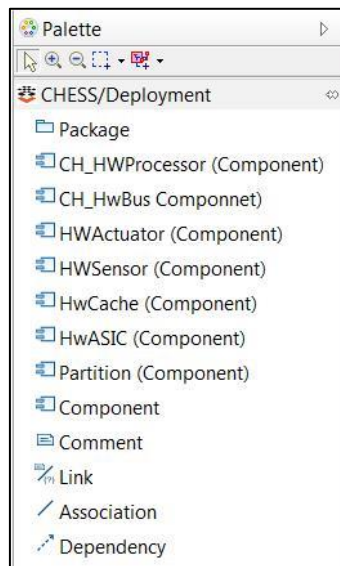 Palette
CHESS/Deployment
Package
CH_HWProcessor (Component)
CH_HwBus Componnet)
HWActuator (Component)
HWSensor (Component)
HwCache (Component)
HwASIC (Component)
Partition (Component)
Component
Comment
Link
Association
Dependency